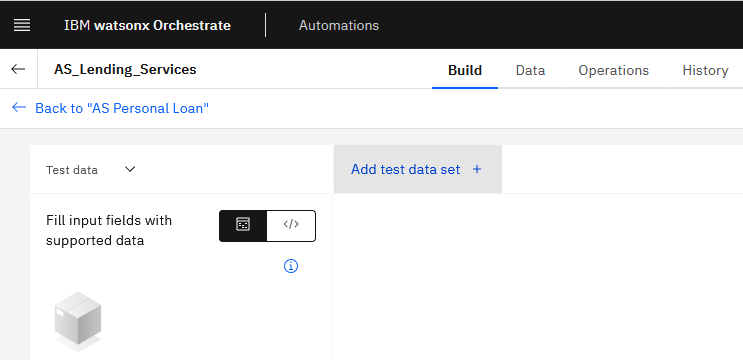 IBM watsonx Orchestrate Automations
AS_Lending_Services Build Data Operations History
Back to "AS Personal Loan"
Test data Add test data set +
Fill input fields with
supported data
</>